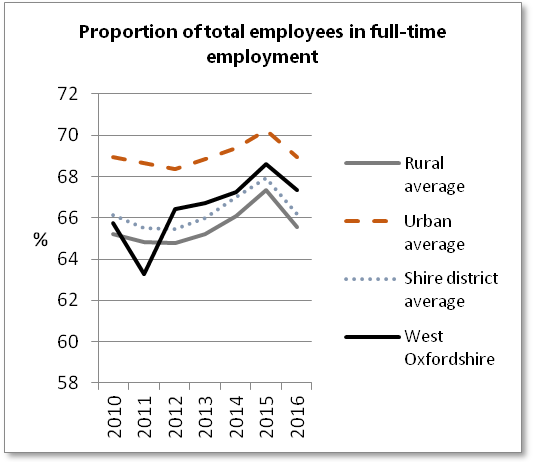 Proportion of total employees in full-time
employment
72
70
68
66
64
62
60
58
%
2010
2011
2012
2013
2014
2015
2016
Rural
average
Urban
average
Shire district
average
West
Oxfordshire